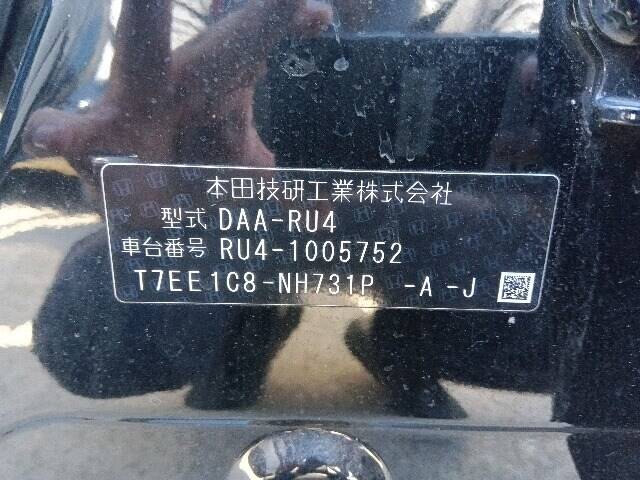 本田技研工業株式会社
型式 DAA-RU4
車台番号 RU4-1005752
T7EE1C8-NH731P -A -J